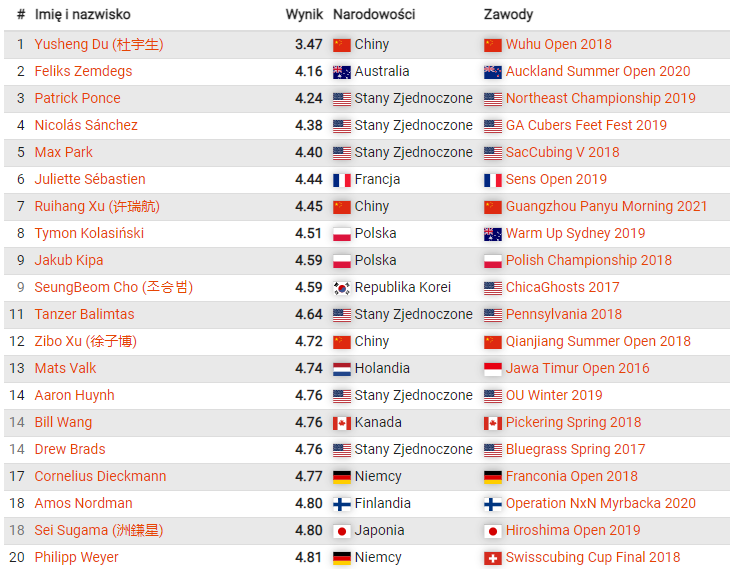 # Imię i nazwisko Wynik Narodowości Zawody
1 Yusheng Du (杜宇生) 3.47 Chiny Wuhu Open 2018
2 Feliks Zemdegs 4.16 Australia Auckland Summer Open 2020
3 Patrick Ponce 4.24 Stany Zjednoczone Northeast Championship 2019
4 Nicolás Sánchez 4.38 Stany Zjednoczone GA Cubers Feet Fest 2019
5 Max Park 4.40 Stany Zjednoczone SacCubing V 2018
6 Juliette Sébastien 4.44 Francja Sens Open 2019
7 Ruihang Xu (许瑞航) 4.45 Chiny Guangzhou Panyu Morning 2021
8 Tymon Kolasiński 4.51 Polska Warm Up Sydney 2019
9 Jakub Kipa 4.59 Polska Polish Championship 2018
9 SeungBeom Cho (조승범) 4.59 Republika Korei ChicaGhosts 2017
11 Tanzer Balimtas 4.64 Stany Zjednoczone Pennsylvania 2018
12 Zibo Xu (徐子博) 4.72 Chiny Qianjiang Summer Open 2018
13 Mats Valk 4.74 Holandia Jawa Timur Open 2016
14 Aaron Huynh 4.76 Stany Zjednoczone OU Winter 2019
14 Bill Wang 4.76 Kanada Pickering Spring 2018
14 Drew Brads 4.76 Stany Zjednoczone Bluegrass Spring 2017
17 Cornelius Dieckmann 4.77 Niemcy Franconia Open 2018
18 Amos Nordman 4.80 Finlandia Operation NxN Myrbacka 2020
18 Sei Sugama (洲鎌星) 4.80 Japonia Hiroshima Open 2019
20 Philipp Weyer 4.81 Niemcy Swisscubing Cup Final 2018